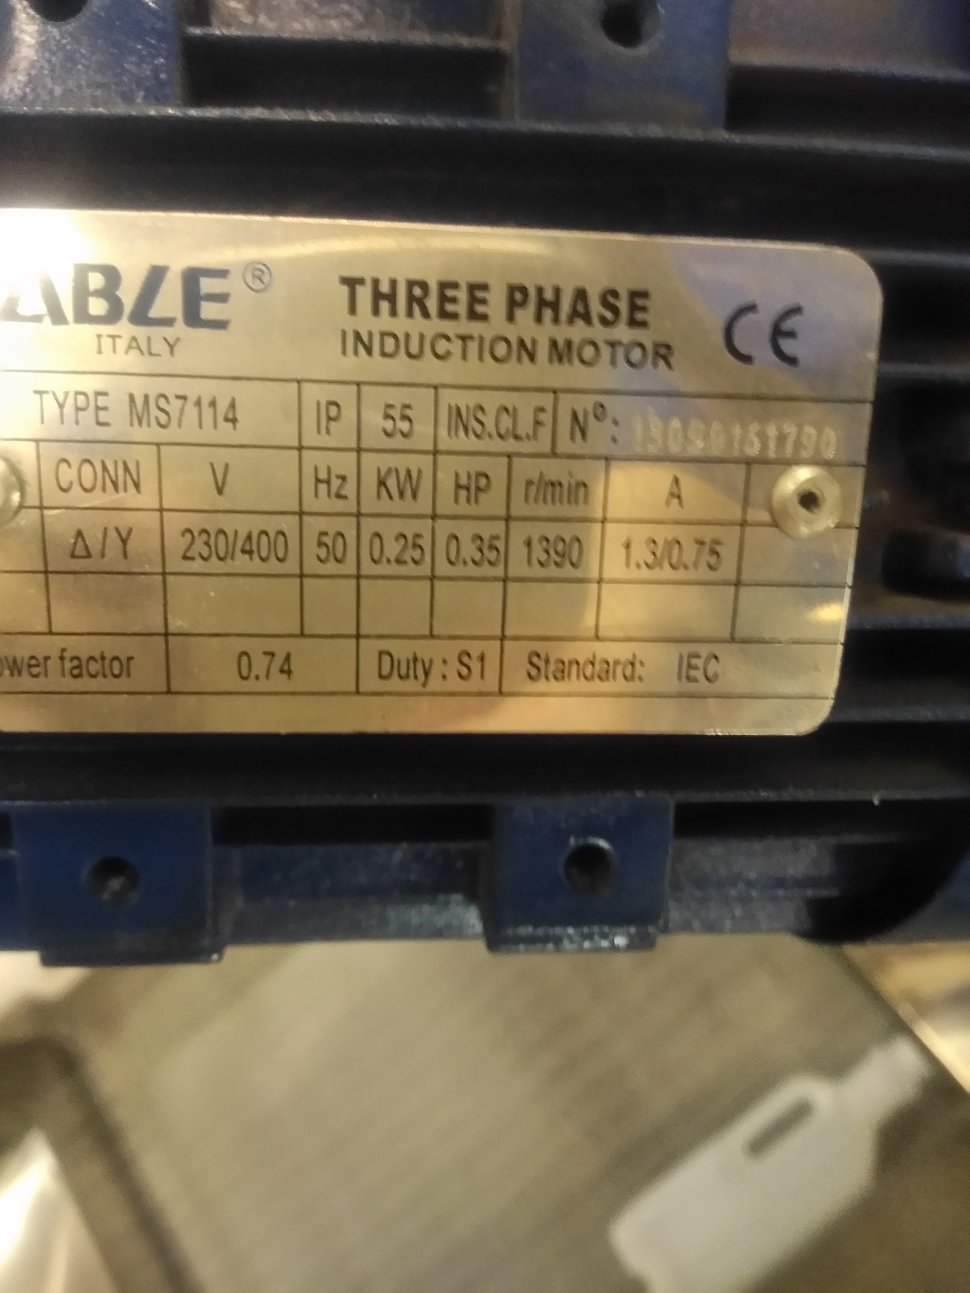 ABLE ®
ITALY
THREE PHASE
INDUCTION MOTOR
CE
TYPE MS7114 IP 55 INS.CL.F Nº:
CONN V Hz KW HP r/min A
Δ/Y 230/400 50 0.25 0.35 1390 1.3/0.75
ower factor 0.74 Duty: S1 Standard: IEC